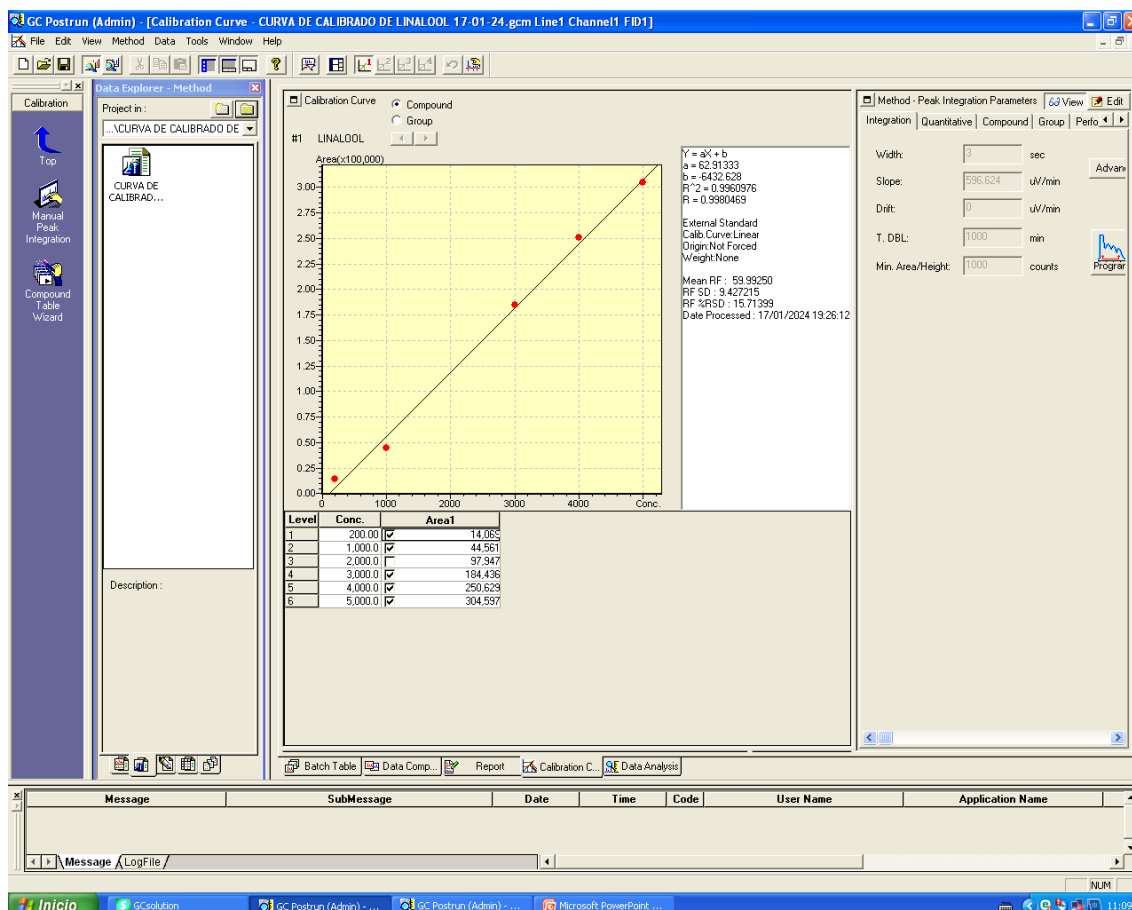 GC Postrun (Admin) - [Calibration Curve - CURVA DE CALIBRADO DE LINALOOL 17-01-24.gcm Line1 Channel1 FID1]
File Edit View Method Data Tools Window Help
Calibration
Top
Manual
Peak
Integration
Compound
Table
Wizard
Data Explorer - Method
Project in :
...\CURVA DE CALIBRADO DE
CURVA DE
CALIBRAD...
Description :
Calibration Curve
Compound
Group
#1 LINALOOL
Area(x100,000)
3.00
2.75
2.50
2.25
2.00
1.75
1.50
1.25
1.00
0.75
0.50
0.25
0.00
0 1000 2000 3000 4000 Conc.
Y = aX + b
a = 62.91333
b = -6432.628
R^2 = 0.9960976
R = 0.9980469
External Standard
Calib.Curve:Linear
Origin:Not Forced
Weight:None
Mean RF : 59.99250
RF SD : 9.427215
RF %RSD : 15.71399
Date Processed : 17/01/2024 19:26:12
Level Conc. Area1
1 200.00 14,069
2 1,000.0 44,561
3 2,000.0 97,947
4 3,000.0 184,436
5 4,000.0 250,629
6 5,000.0 304,597
Batch Table Data Comp... Report Calibration C... Data Analysis
Method - Peak Integration Parameters View Edit
Integration Quantitative Compound Group Perfo
Width: 3 sec
Advan
Slope: 596.624 uV/min
Drift: 0 uV/min
T. DBL: 1000 min
Min. Area/Height: 1000 counts
Prograr
Message SubMessage Date Time Code User Name Application Name
Message LogFile
NUM
Inicio GCsolution GC Postrun (Admin) - ... GC Postrun (Admin) - ... Microsoft PowerPoint ... 11:09